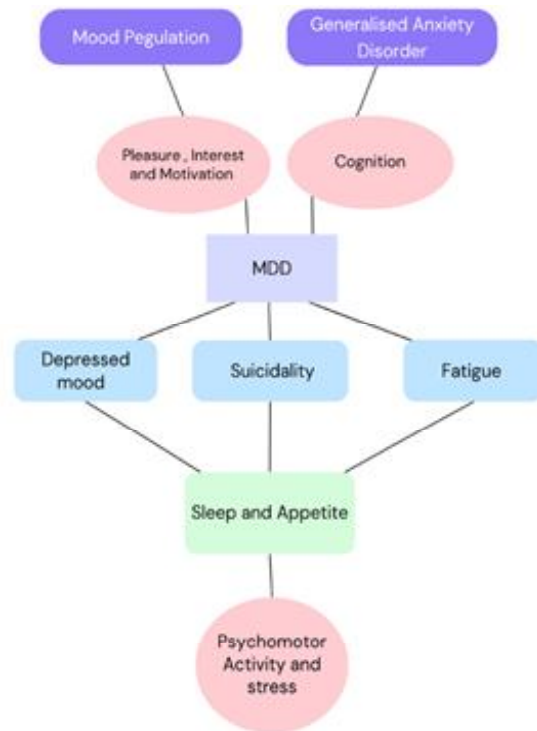 Mood Pegulation
Generalised Anxiety
Disorder
Pleasure , Interest
and Motivation
Cognition
MDD
Depressed
mood
Suicidality
Fatigue
Sleep and Appetite
Psychomotor
Activity and
stress